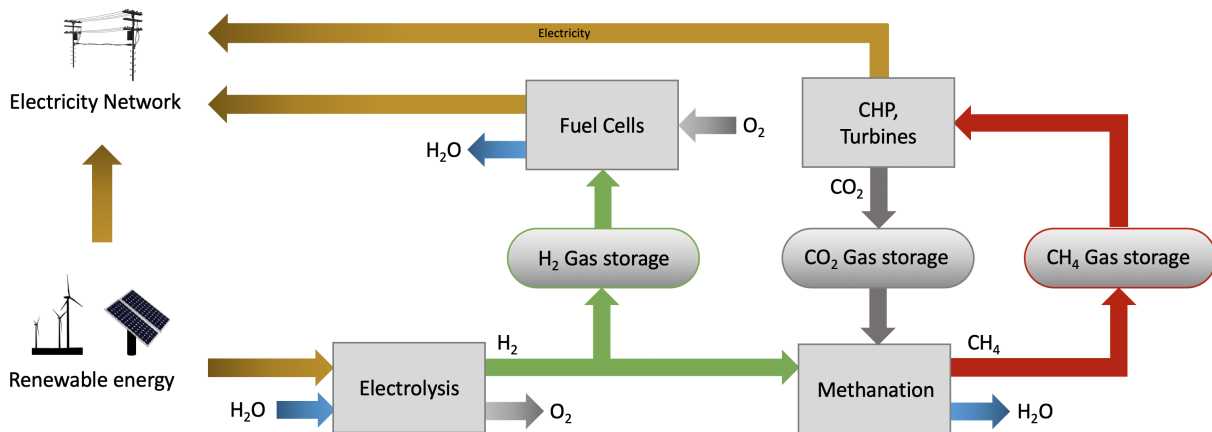 Electricity
Electricity Network
Fuel Cells
O₂
CHP,
Turbines
H₂O
CO₂
H₂ Gas storage
CO₂ Gas storage
CH₄ Gas storage
Renewable energy
H₂
CH₄
Electrolysis
Methanation
H₂O
O₂
H₂O